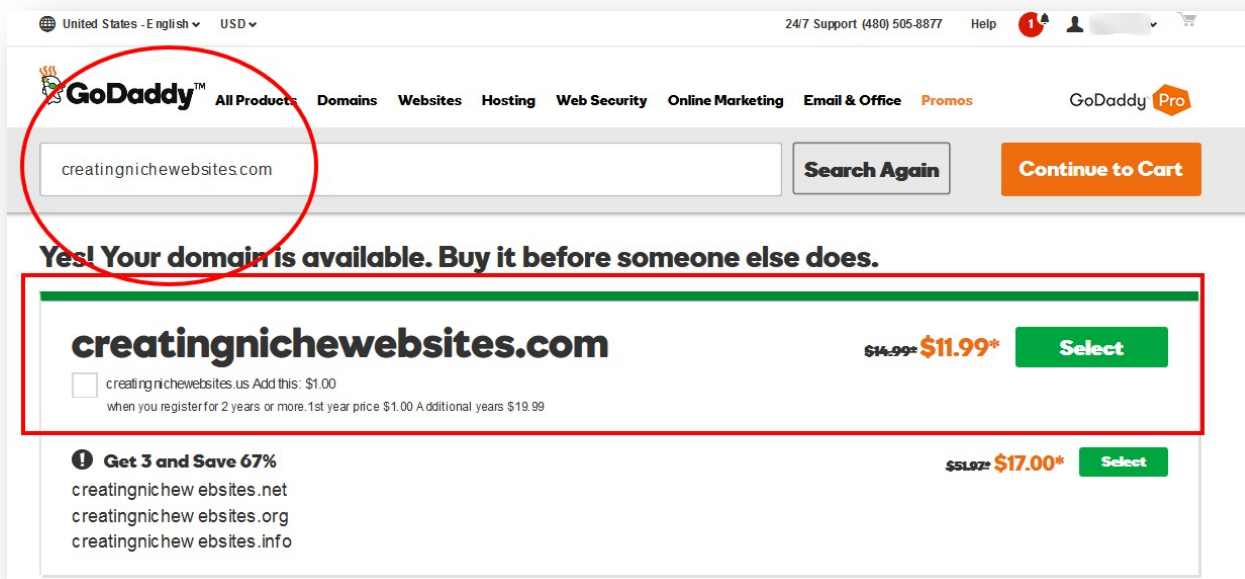 United States - English USD 24/7 Support (480) 505-8877 Help 1
GoDaddy™ All Products Domains Websites Hosting Web Security Online Marketing Email & Office Promos GoDaddy Pro
creatingnichewebsites.com Search Again Continue to Cart
Yes! Your domain is available. Buy it before someone else does.
creatingnichewebsites.com $14.99* $11.99* Select
creatingnichewebsites.us Add this: $1.00
when you register for 2 years or more. 1st year price $1.00 Additional years $19.99
Get 3 and Save 67% $51.97* $17.00* Select
creatingnichewebsites.net
creatingnichewebsites.org
creatingnichewebsites.info